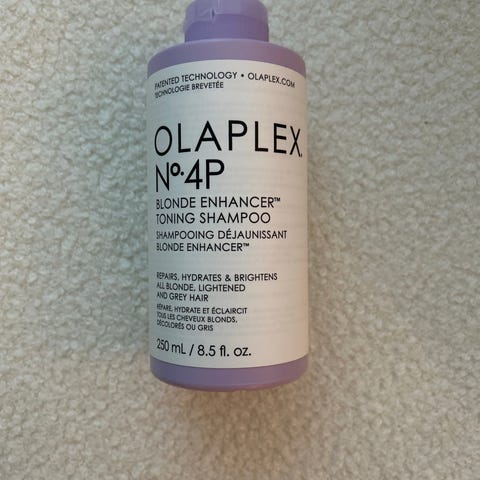 PATENTED TECHNOLOGY • OLAPLEX.COM
TECHNOLOGIE BREVETÉE
OLAPLEX®
Nº.4P
BLONDE ENHANCER™
TONING SHAMPOO
SHAMPOOING DÉJAUNISSANT
BLONDE ENHANCER™
REPAIRS, HYDRATES & BRIGHTENS
ALL BLONDE, LIGHTENED
AND GREY HAIR
RÉPARE, HYDRATE ET ÉCLAIRCIT
TOUS LES CHEVEUX BLONDS,
DÉCOLORÉS OU GRIS
250 mL / 8.5 fl. oz.